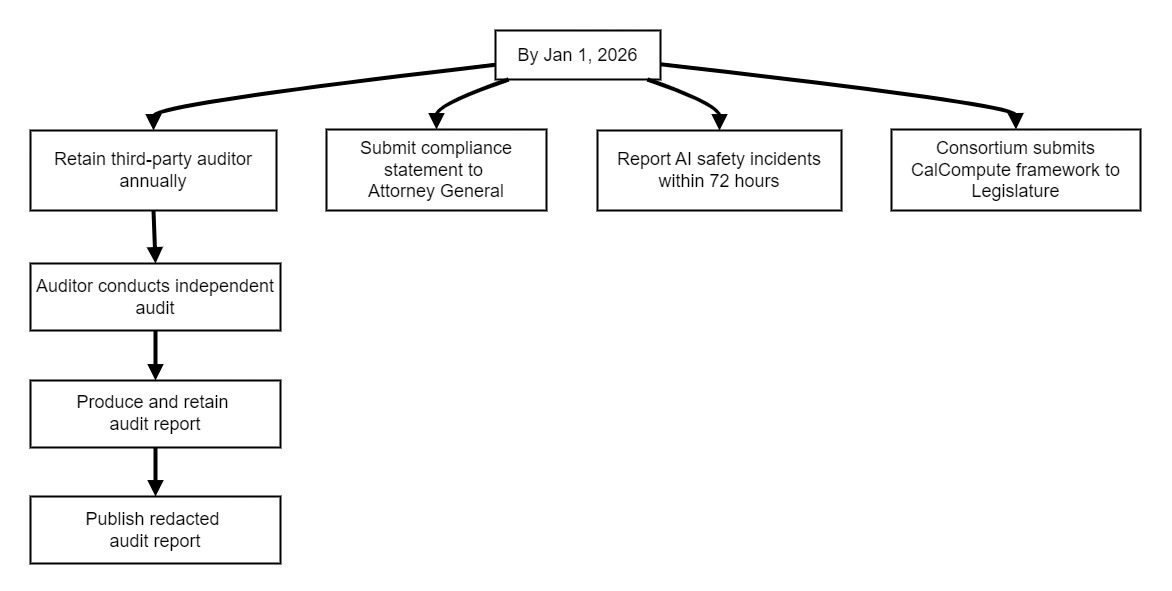 By Jan 1, 2026
Retain third-party auditor
annually
Submit compliance
statement to
Attorney General
Report AI safety incidents
within 72 hours
Consortium submits
CalCompute framework to
Legislature
Auditor conducts independent
audit
Produce and retain
audit report
Publish redacted
audit report